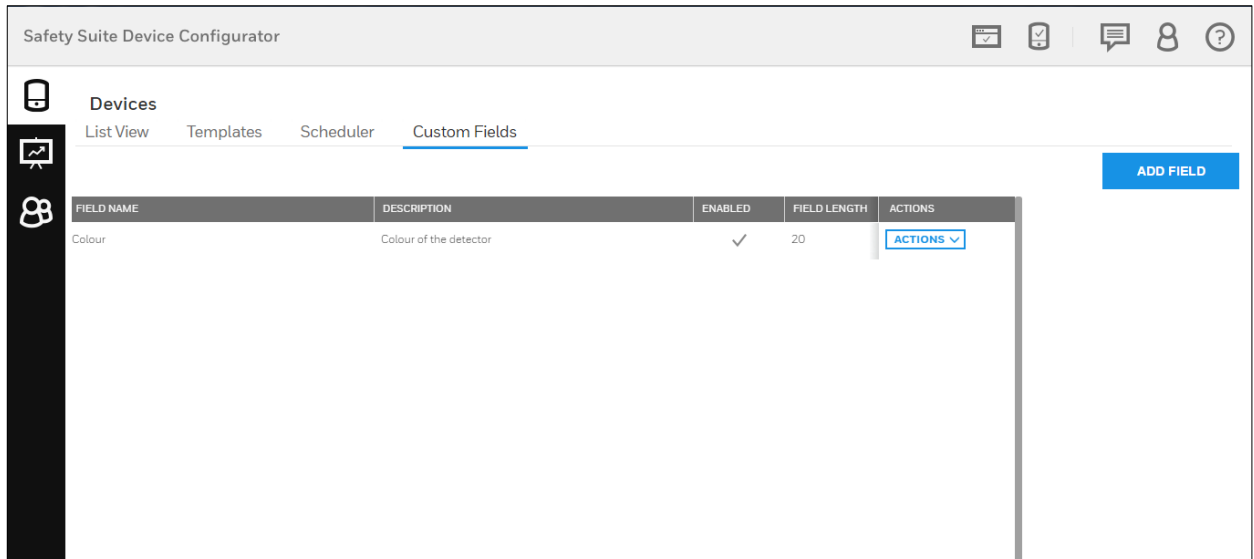 Safety Suite Device Configurator
Devices
List View Templates Scheduler Custom Fields
ADD FIELD
FIELD NAME DESCRIPTION ENABLED FIELD LENGTH ACTIONS
Colour Colour of the detector 20 ACTIONS